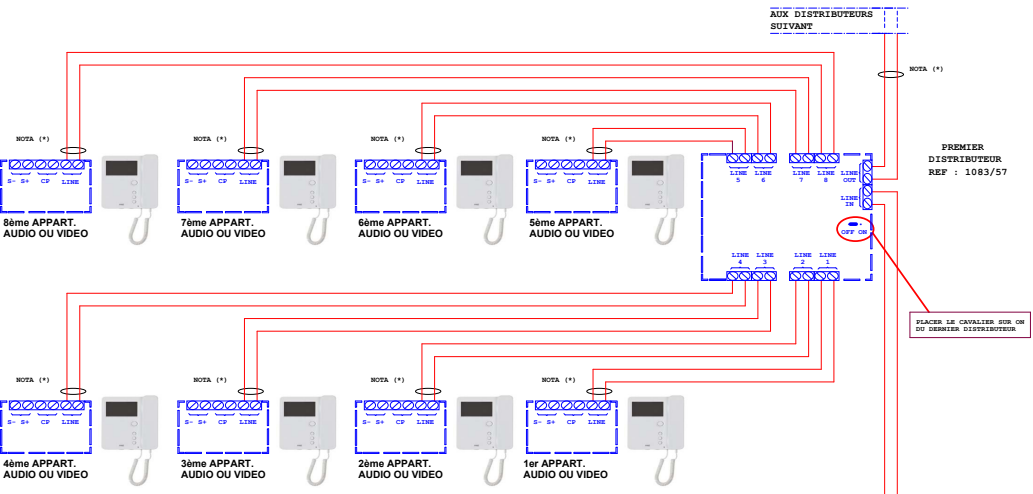 AUX DISTRIBUTEURS
SUIVANT
NOTA (*)
NOTA (*)
NOTA (*)
NOTA (*)
NOTA (*)
S- S+ CP LINE
S- S+ CP LINE
S- S+ CP LINE
S- S+ CP LINE
8ème APPART.
AUDIO OU VIDEO
7ème APPART.
AUDIO OU VIDEO
6ème APPART.
AUDIO OU VIDEO
5ème APPART.
AUDIO OU VIDEO
LINE
5
LINE
6
LINE
7
LINE
8
LINE
OUT
LINE
IN
OFF ON
PREMIER
DISTRIBUTEUR
REF : 1083/57
LINE
4
LINE
3
LINE
2
LINE
1
PLACER LE CAVALIER SUR ON
DU DERNIER DISTRIBUTEUR
NOTA (*)
NOTA (*)
NOTA (*)
NOTA (*)
S- S+ CP LINE
S- S+ CP LINE
S- S+ CP LINE
S- S+ CP LINE
4ème APPART.
AUDIO OU VIDEO
3ème APPART.
AUDIO OU VIDEO
2ème APPART.
AUDIO OU VIDEO
1er APPART.
AUDIO OU VIDEO